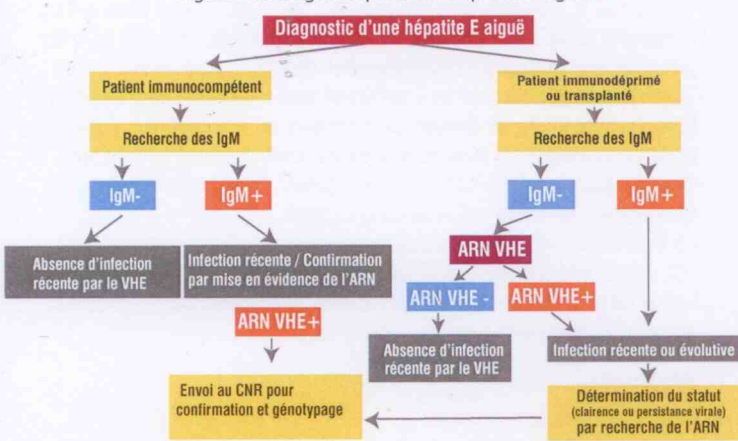 Diagnostic d'une hépatite E aiguë
Patient immunocompétent
Patient immunodéprimé
ou transplanté
Recherche des IgM
Recherche des IgM
IgM-
IgM+
IgM-
IgM+
Absence d'infection
récente par le VHE
Infection récente / Confirmation
par mise en évidence de l'ARN
ARN VHE
ARN VHE+
ARN VHE -
ARN VHE+
Absence d'infection
récente par le VHE
Infection récente ou évolutive
Envoi au CNR pour
confirmation et génotypage
Détermination du statut
(clairence ou persistance virale)
par recherche de l'ARN